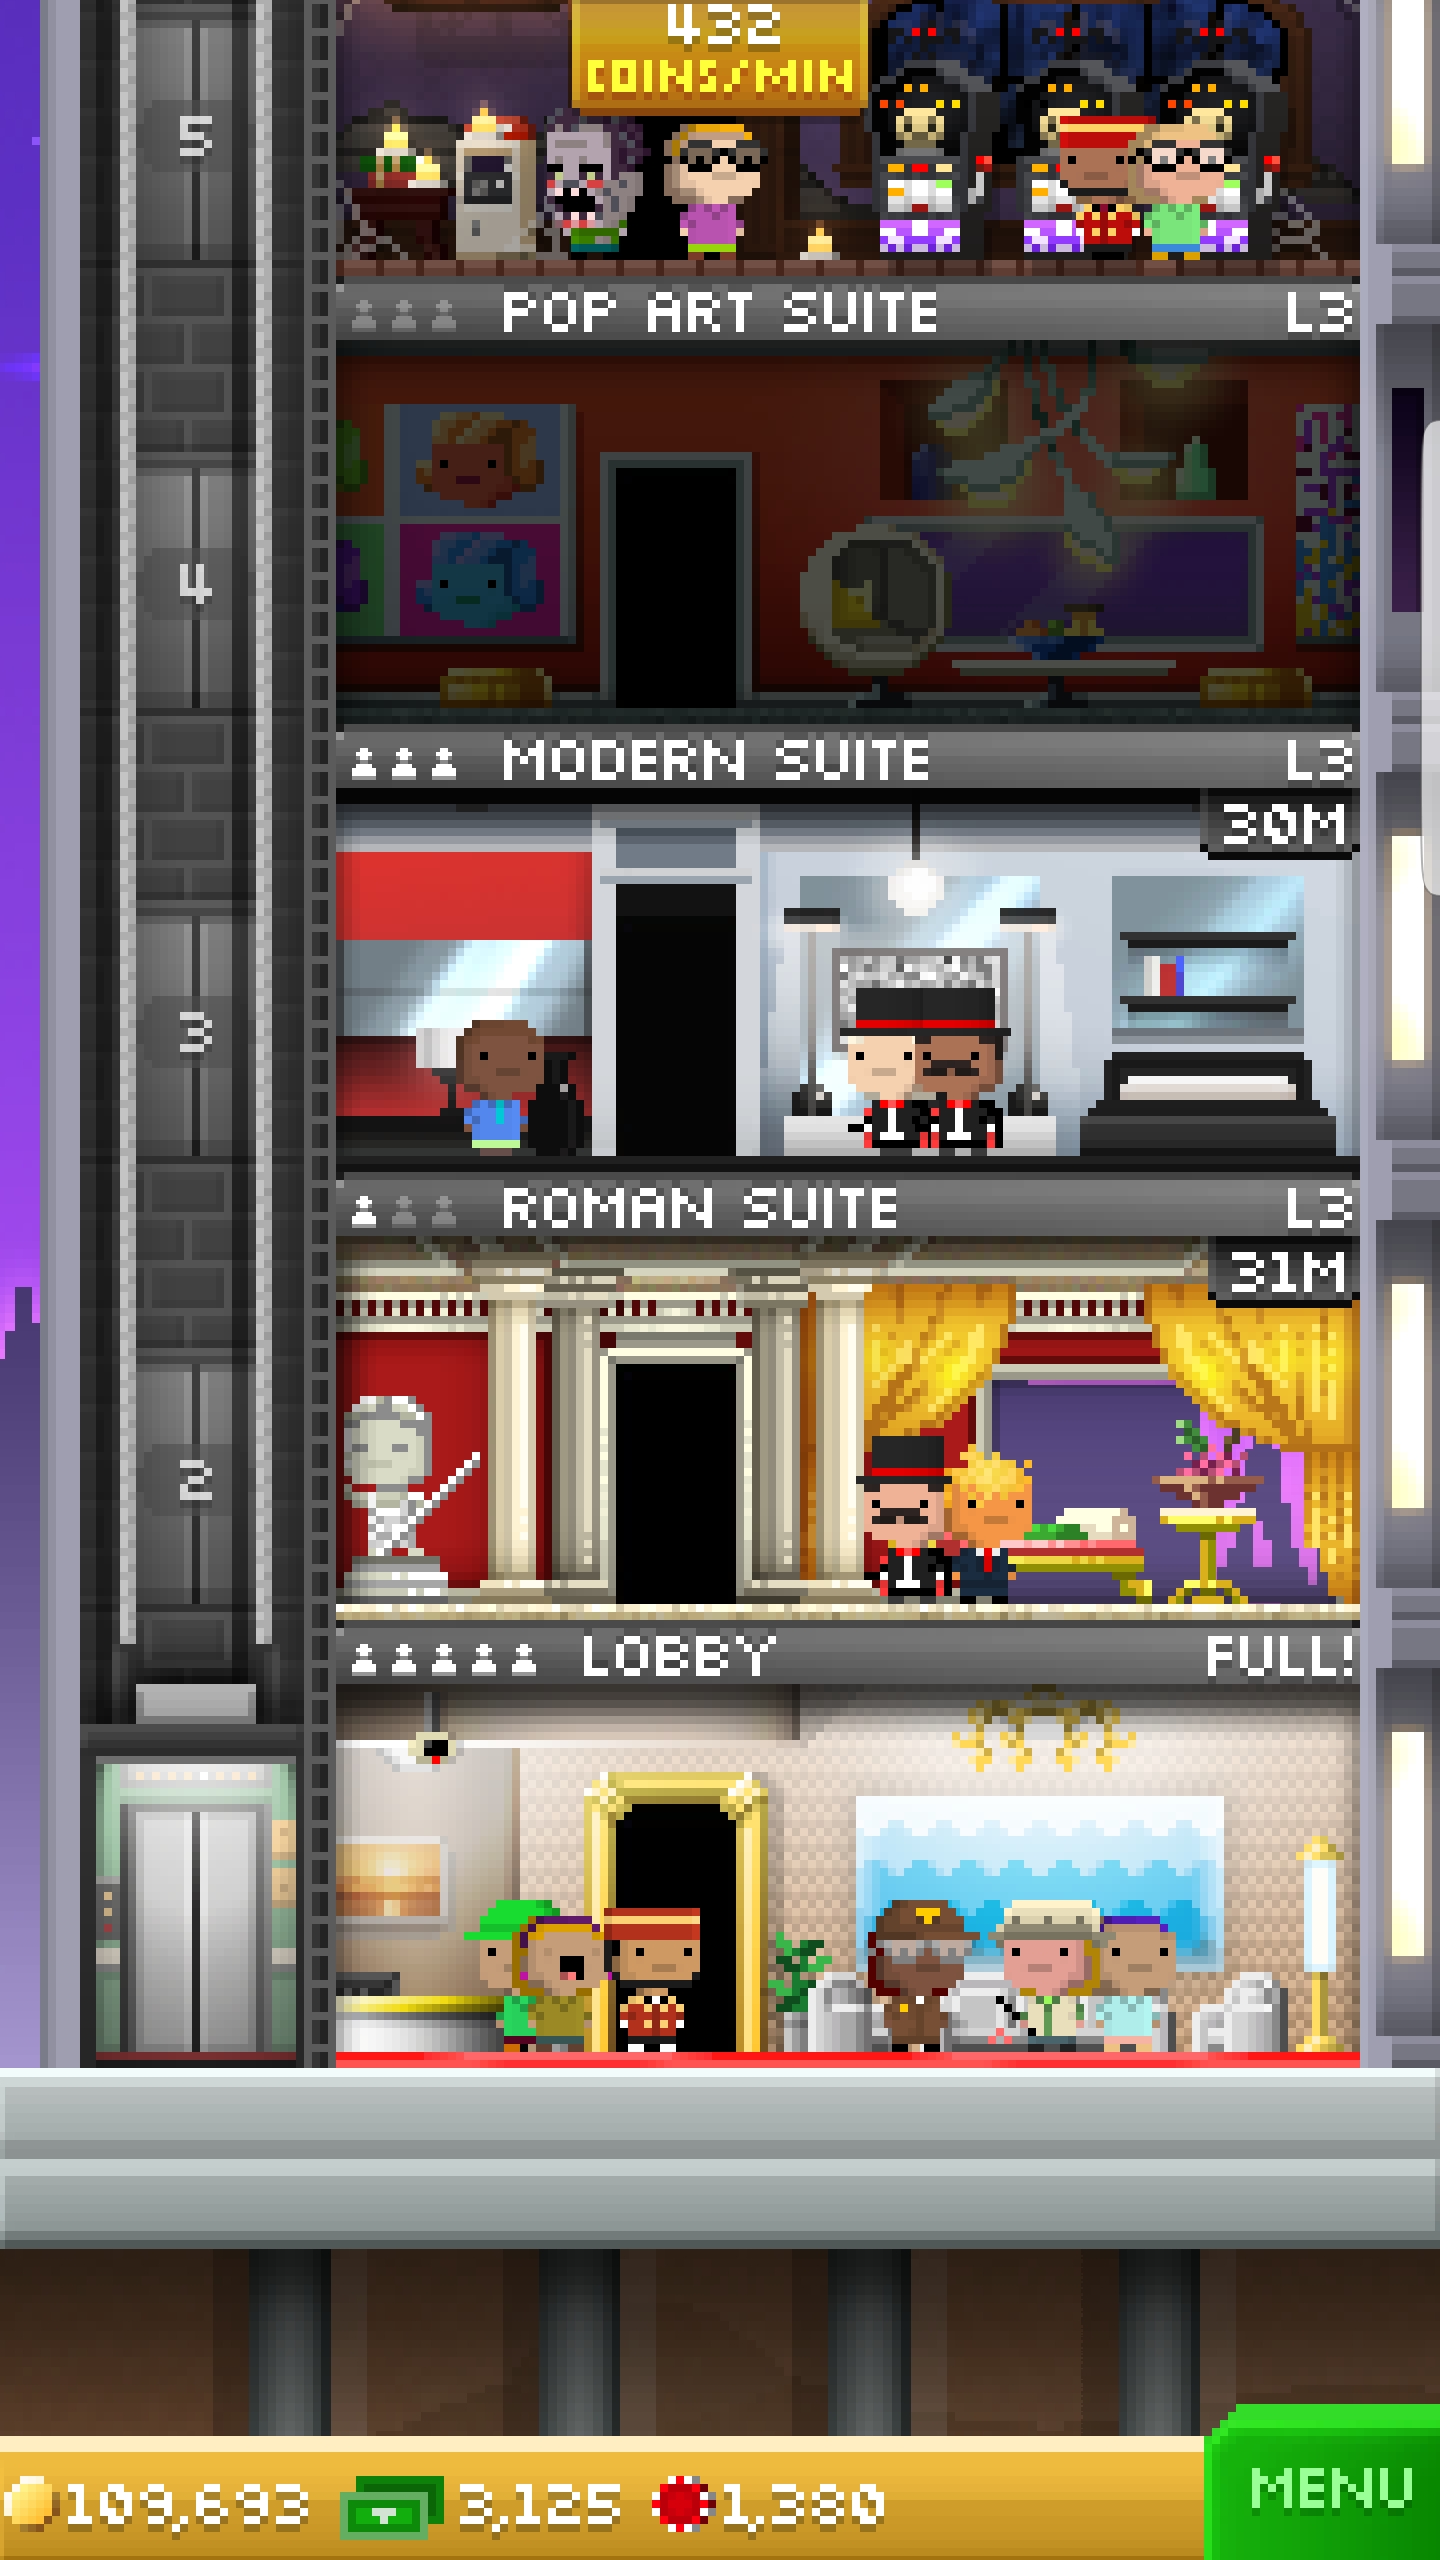 432
COINS/MIN
5
POP ART SUITE L3
4
MODERN SUITE L3
30M
3
ROMAN SUITE L3
31M
2
LOBBY FULL!
109,693 3,125 1,380 MENU